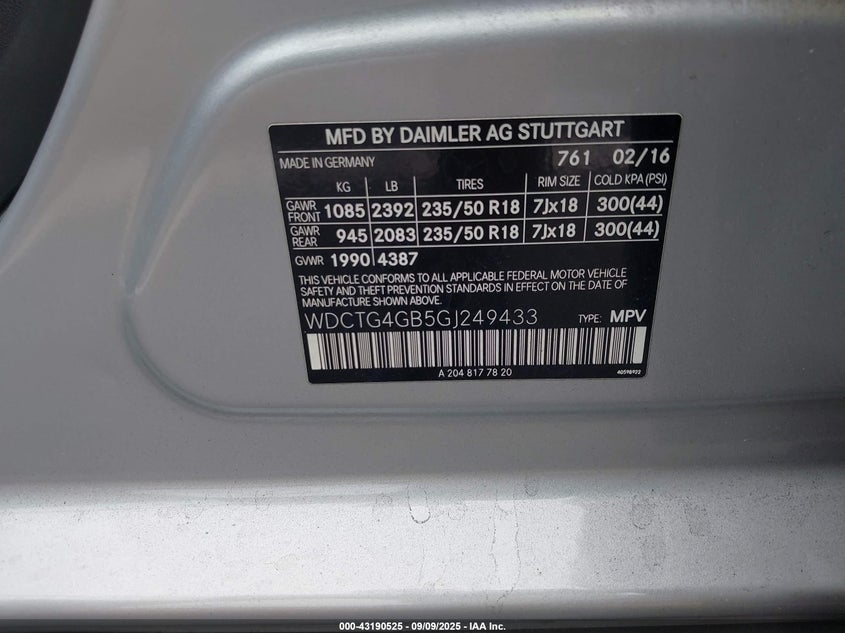 MFD BY DAIMLER AG STUTTGART
MADE IN GERMANY 761 02/16
KG LB TIRES RIM SIZE COLD KPA (PSI)
GAWR FRONT 1085 2392 235/50 R18 7Jx18 300(44)
GAWR REAR 945 2083 235/50 R18 7Jx18 300(44)
GVWR 1990 4387
THIS VEHICLE CONFORMS TO ALL APPLICABLE FEDERAL MOTOR VEHICLE
SAFETY AND THEFT PREVENTION STANDARDS IN EFFECT ON THE DATE OF
MANUFACTURE SHOWN ABOVE.
WDCTG4GB5GJ249433 TYPE: MPV
A 204 817 78 20 40598922
000-43190525 - 09/09/2025 - IAA Inc.